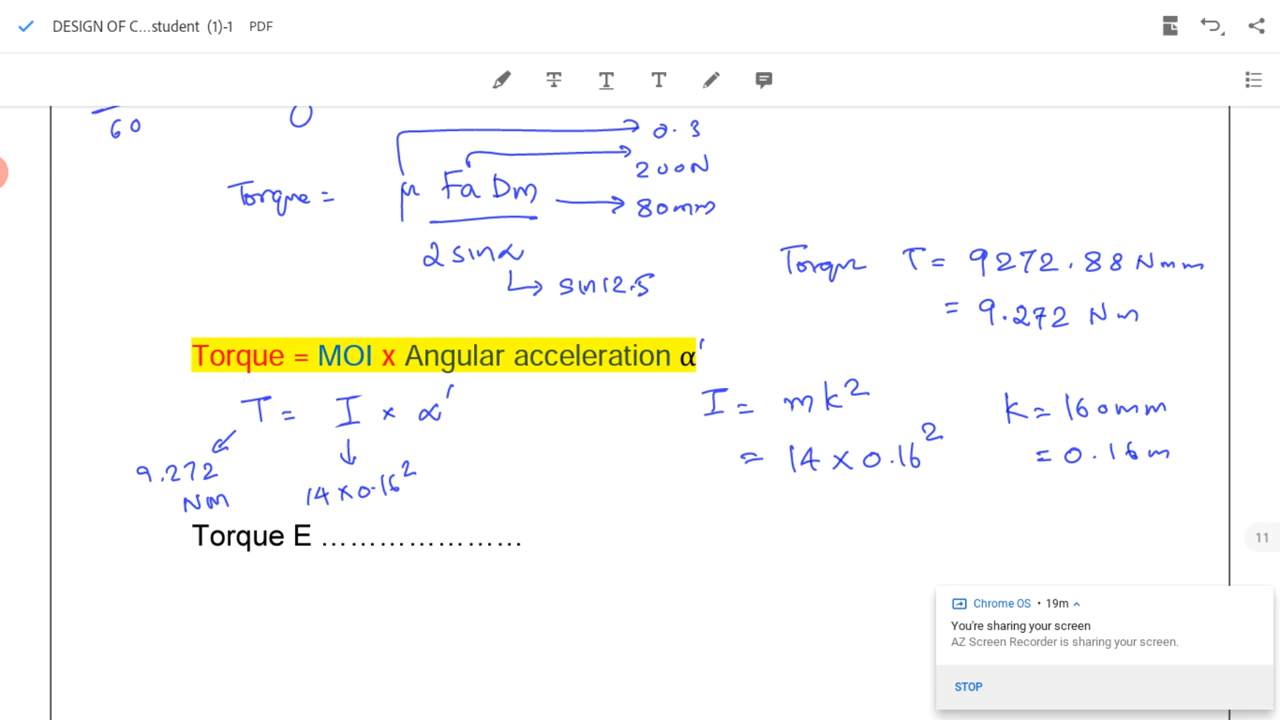 DESIGN OF C...student (1)-1 PDF
60
0.3
200N
Torque = μ Fa Dm 80mm
2 sinα
sin12.5
Torque T = 9272.88 Nmm
= 9.272 Nm
Torque = MOI x Angular acceleration α'
T = I × α'
9.272
Nm
14×0.16²
I = mk²
= 14 × 0.16²
K = 160mm
= 0.16m
Torque E …………………
11
Chrome OS • 19m
You're sharing your screen
AZ Screen Recorder is sharing your screen.
STOP